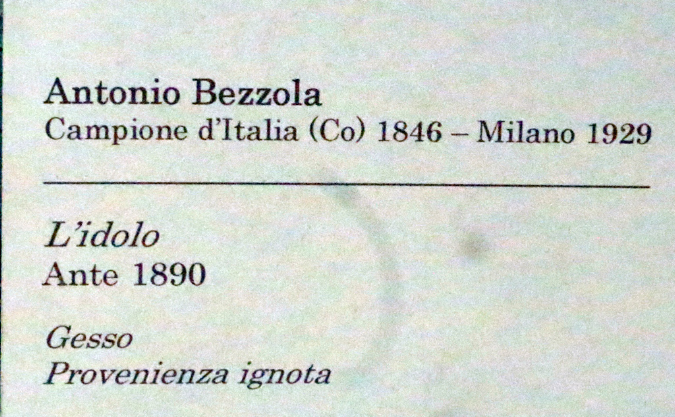 Antonio Bezzola
Campione d'Italia (Co) 1846 – Milano 1929
L'idolo
Ante 1890
Gesso
Provenienza ignota